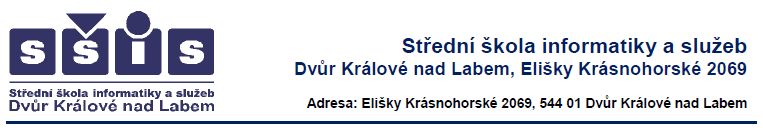 sšis
Střední škola informatiky a služeb
Dvůr Králové nad Labem
Střední škola informatiky a služeb
Dvůr Králové nad Labem, Elišky Krásnohorské 2069
Adresa: Elišky Krásnohorské 2069, 544 01 Dvůr Králové nad Labem